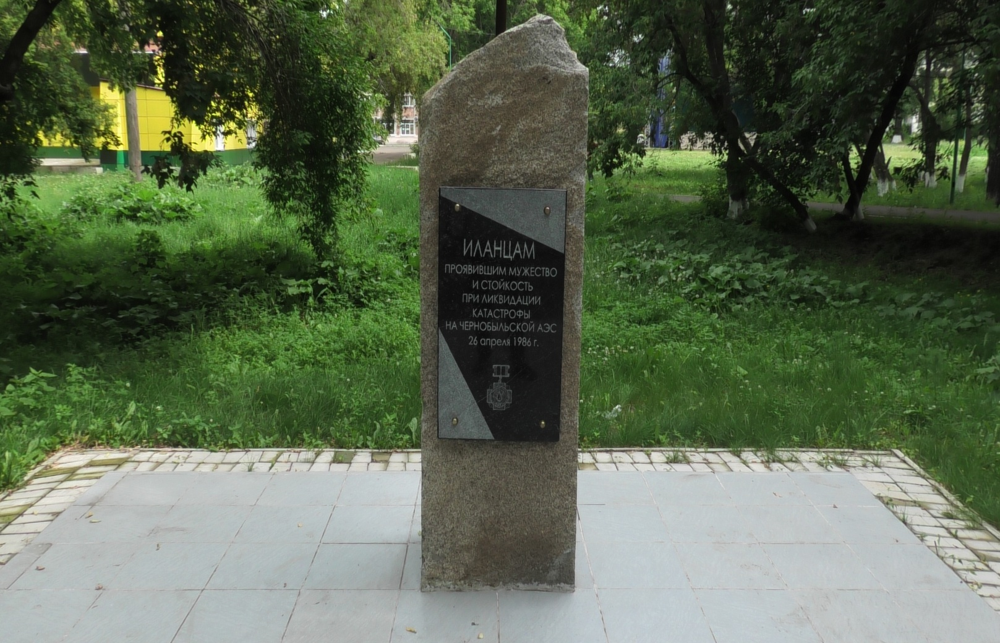 ИЛАНЦАМ
ПРОЯВИВШИМ МУЖЕСТВО
И СТОЙКОСТЬ
ПРИ ЛИКВИДАЦИИ
КАТАСТРОФЫ
НА ЧЕРНОБЫЛЬСКОЙ АЭС
26 апреля 1986 г.